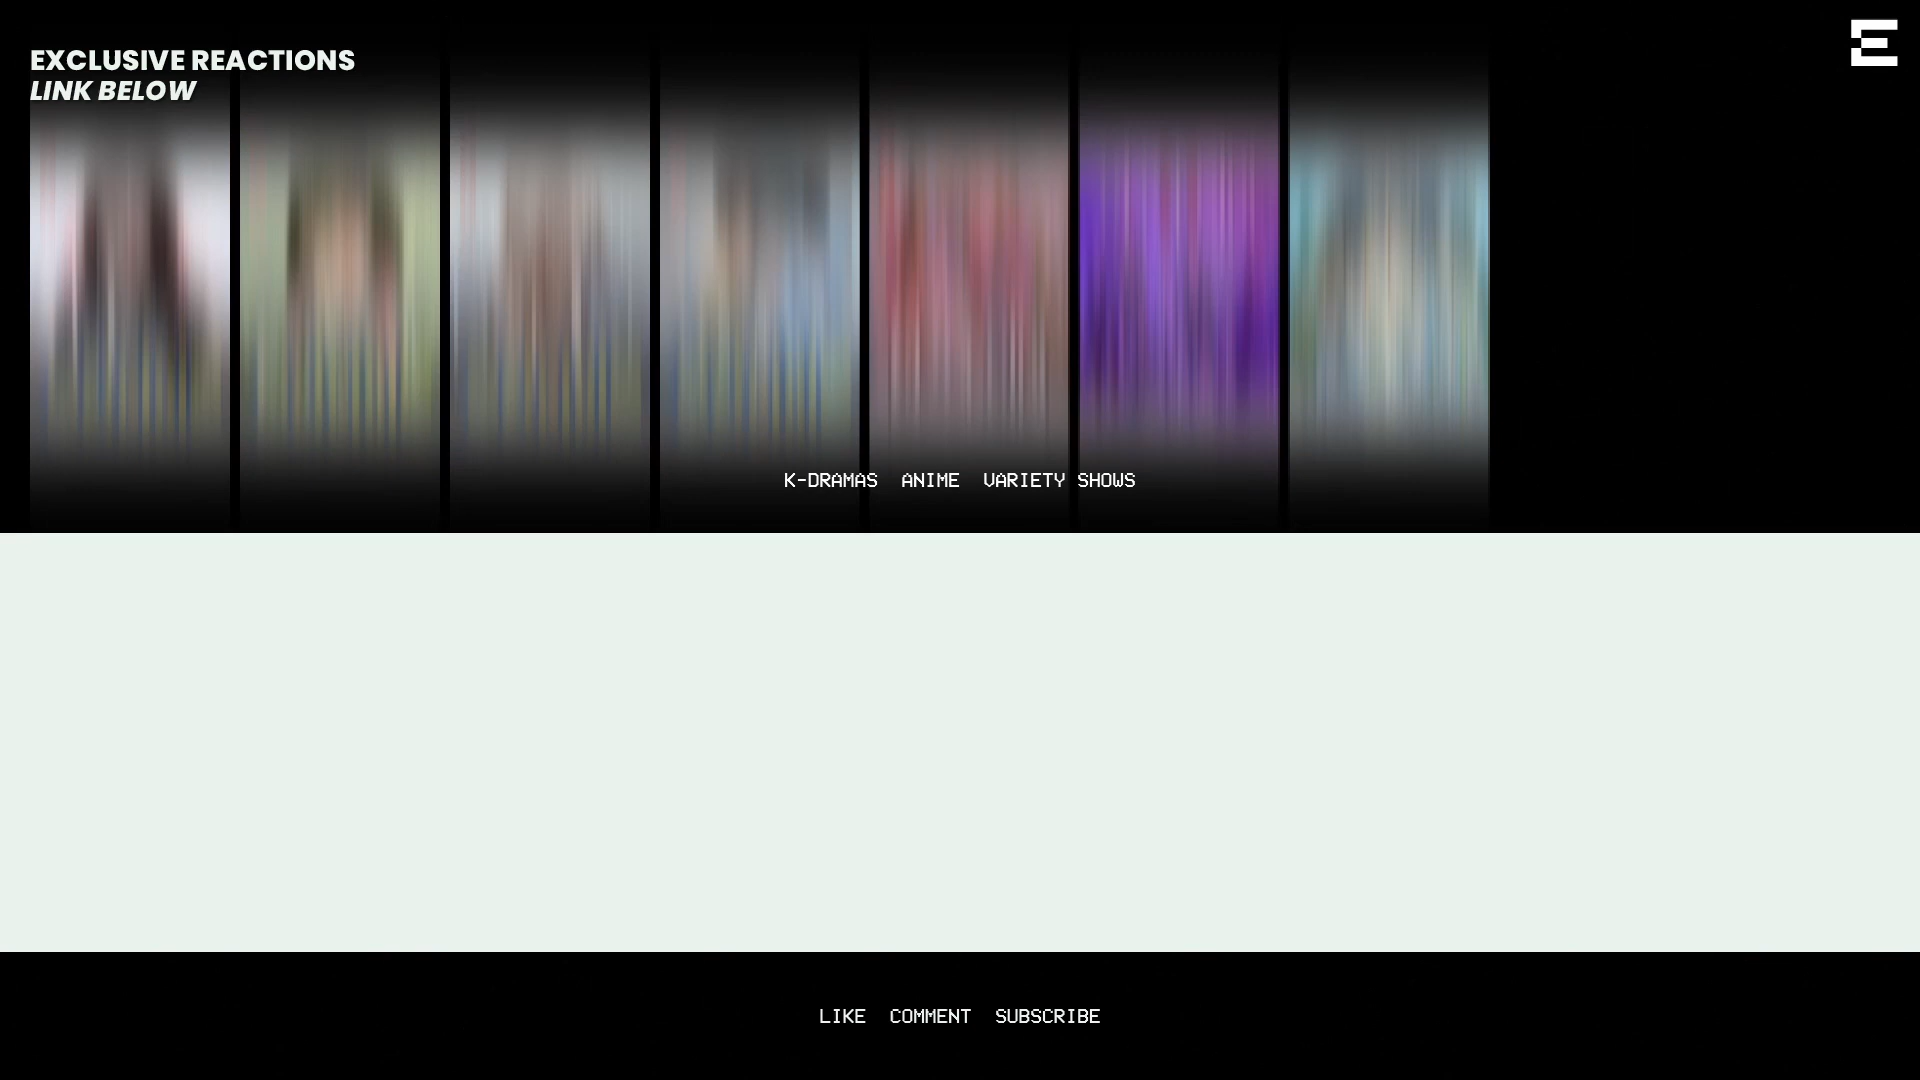 EXCLUSIVE REACTIONS
LINK BELOW
K-DRAMAS ANIME VARIETY SHOWS
LIKE COMMENT SUBSCRIBE